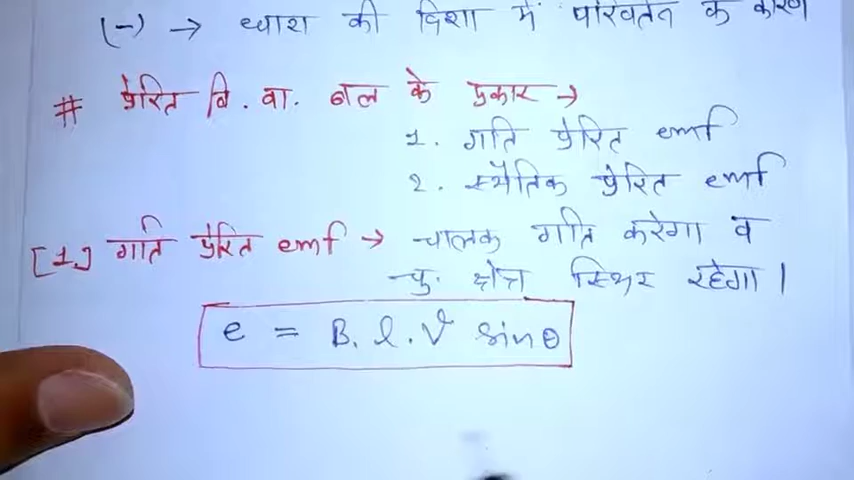 (-) → धारा की दिशा में परिवर्तन के कारण
# प्रेरित वि. वा. बल के प्रकार →
1. गति प्रेरित emf
2. स्थैतिक प्रेरित emf
[1] गति प्रेरित emf → चालक गति करेगा व
चु. क्षेत्र स्थिर रहेगा।
e = B. l. V sinθ